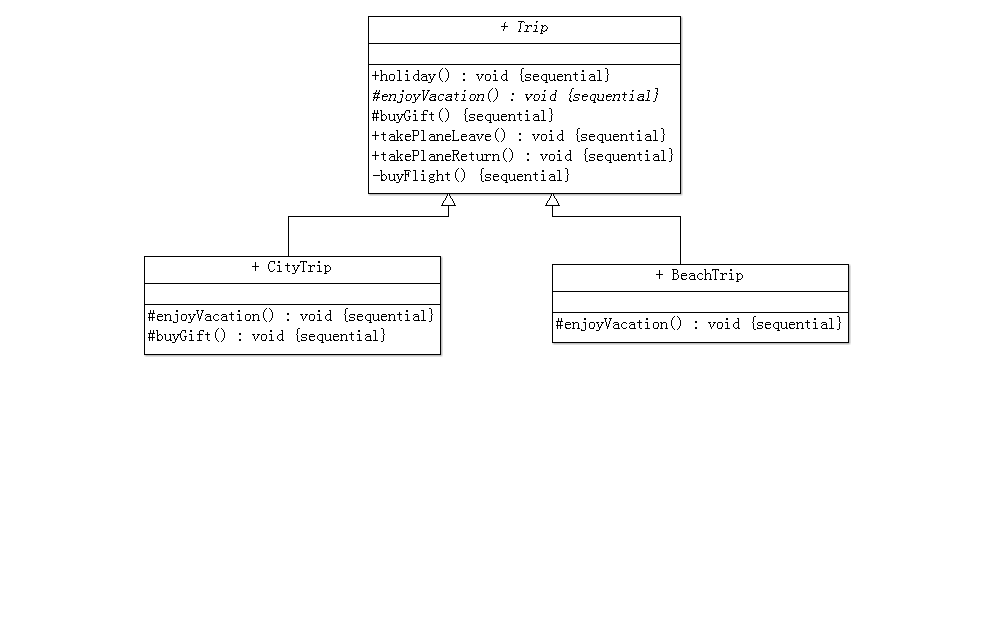 + Trip
+holiday() : void {sequential}
#enjoyVacation() : void {sequential}
#buyGift() {sequential}
+takePlaneLeave() : void {sequential}
+takePlaneReturn() : void {sequential}
-buyFlight() {sequential}
+ CityTrip
#enjoyVacation() : void {sequential}
#buyGift() : void {sequential}
+ BeachTrip
#enjoyVacation() : void {sequential}